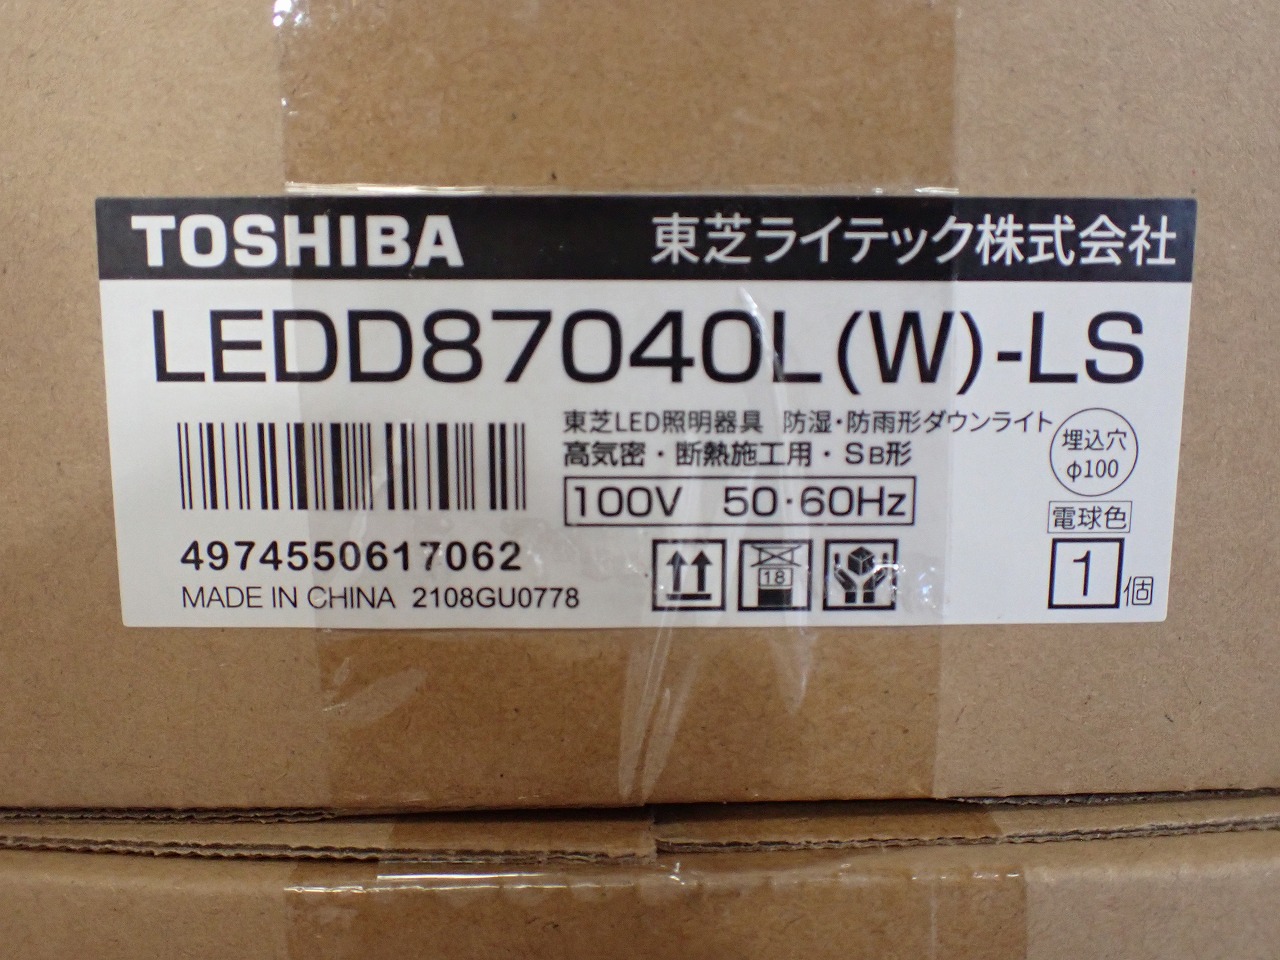 TOSHIBA 東芝ライテック株式会社
LEDD87040L(W)-LS
東芝LED照明器具 防湿・防雨形ダウンライト
高気密・断熱施工用・SB形
埋込穴
φ100
100V 50・60Hz
電球色
4974550617062
18
1個
MADE IN CHINA 2108GU0778